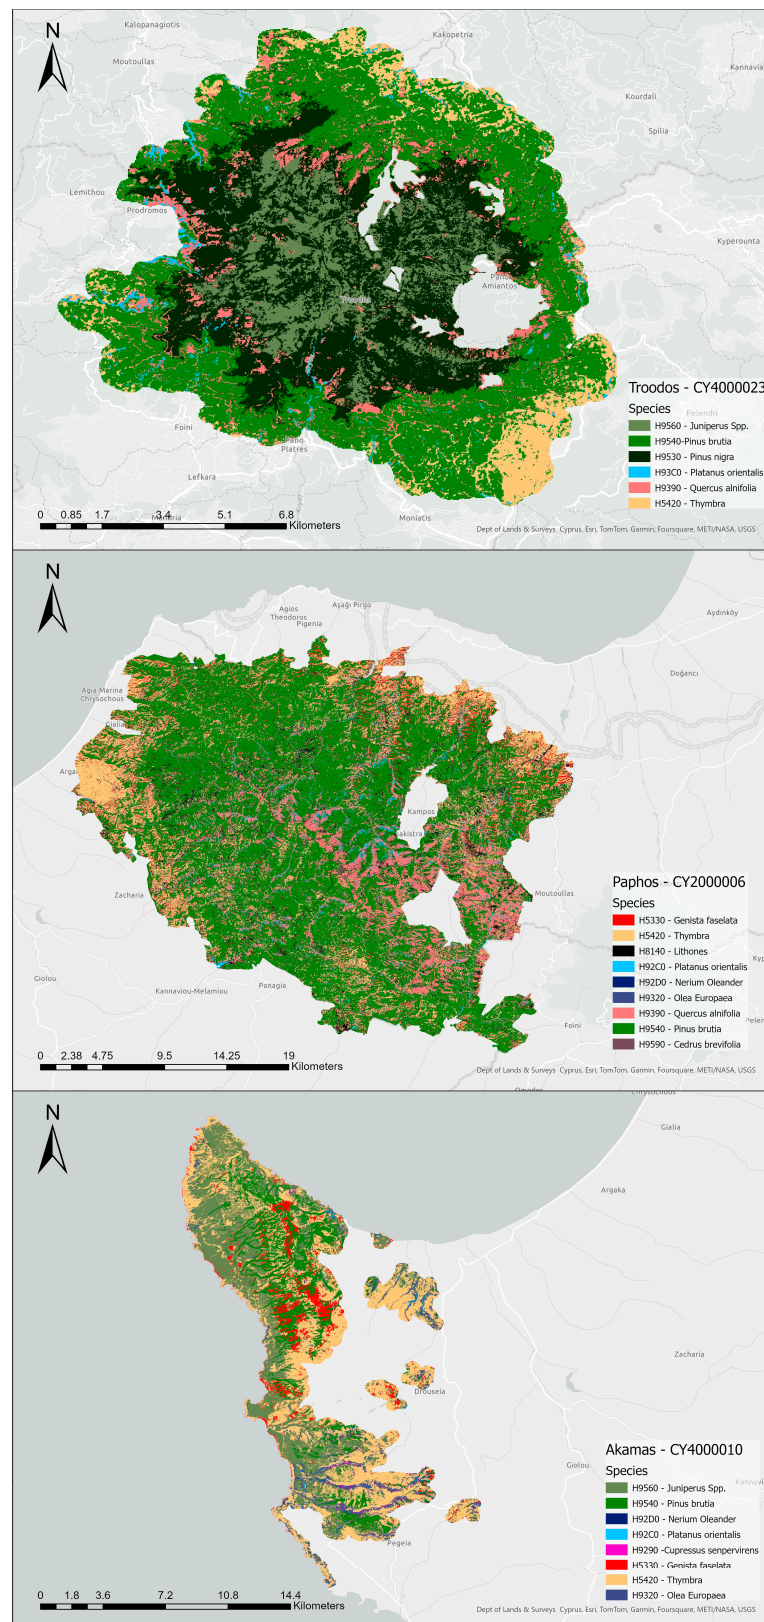 N
Kalopanagiotis
Kakopetria
Moutoullas
Kannavia
Kourdali
Spilia
Lemithou
Prodromos
Kyperounta
Amiantos
Troodos
Troodos - CY4000023
Species
Pelendri
H9560 - Juniperus Spp.
H9540-Pinus brutia
H9530 - Pinus nigra
H93C0 - Platanus orientalis
H9390 - Quercus alnifolia
H5420 - Thymbra
Foini
Pano
Platres
Lefkara
Moniatis
0 0.85 1.7 3.4 5.1 6.8
Kilometers
Dept of Lands & Surveys Cyprus, Esri, TomTom, Garmin, Foursquare, METI/NASA, USGS
N
Agios
Theodoros
Aşağı Pirgo
Pigenia
Aydınköy
Doğancı
Agia Marina
Chrysochous
Gialia
Kampos
Zacharia
Moutoullas
Giolou
Kannaviou-Melamiou
Panagia
Foini
Paphos - CY2000006
Species
H5330 - Genista faselata
H5420 - Thymbra
H8140 - Lithones
H92C0 - Platanus orientalis
H92D0 - Nerium Oleander
H9320 - Olea Europaea
H9390 - Quercus alnifolia
H9540 - Pinus brutia
H9590 - Cedrus brevifolia
0 2.38 4.75 9.5 14.25 19
Kilometers
Dept of Lands & Surveys Cyprus, Esri, TomTom, Garmin, Foursquare, METI/NASA, USGS
N
Gialia
Argaka
Zacharia
Drouseia
Giolou
Pegeia
Akamas - CY4000010
Species
H9560 - Juniperus Spp.
H9540 - Pinus brutia
H92D0 - Nerium Oleander
H92C0 - Platanus orientalis
H9290 -Cupressus senpervirens
H5330 - Genista faselata
H5420 - Thymbra
H9320 - Olea Europaea
0 1.8 3.6 7.2 10.8 14.4
Kilometers
Dept of Lands & Surveys Cyprus, Esri, TomTom, Garmin, Foursquare, METI/NASA, USGS